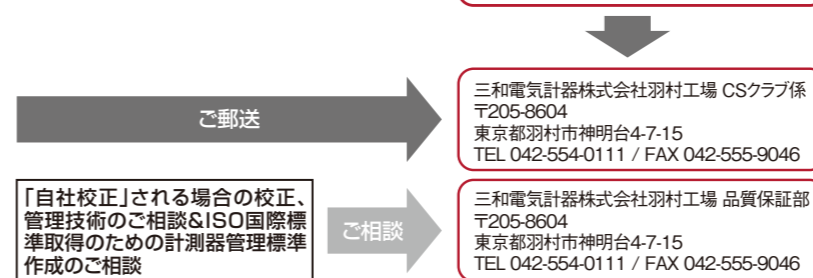 ご郵送
三和電気計器株式会社羽村工場 CSクラブ係
〒205-8604
東京都羽村市神明台4-7-15
TEL 042-554-0111 / FAX 042-555-9046
「自社校正」される場合の校正、
管理技術のご相談&ISO国際標
準取得のための計測器管理標準
作成のご相談
ご相談
三和電気計器株式会社羽村工場 品質保証部
〒205-8604
東京都羽村市神明台4-7-15
TEL 042-554-0111 / FAX 042-555-9046